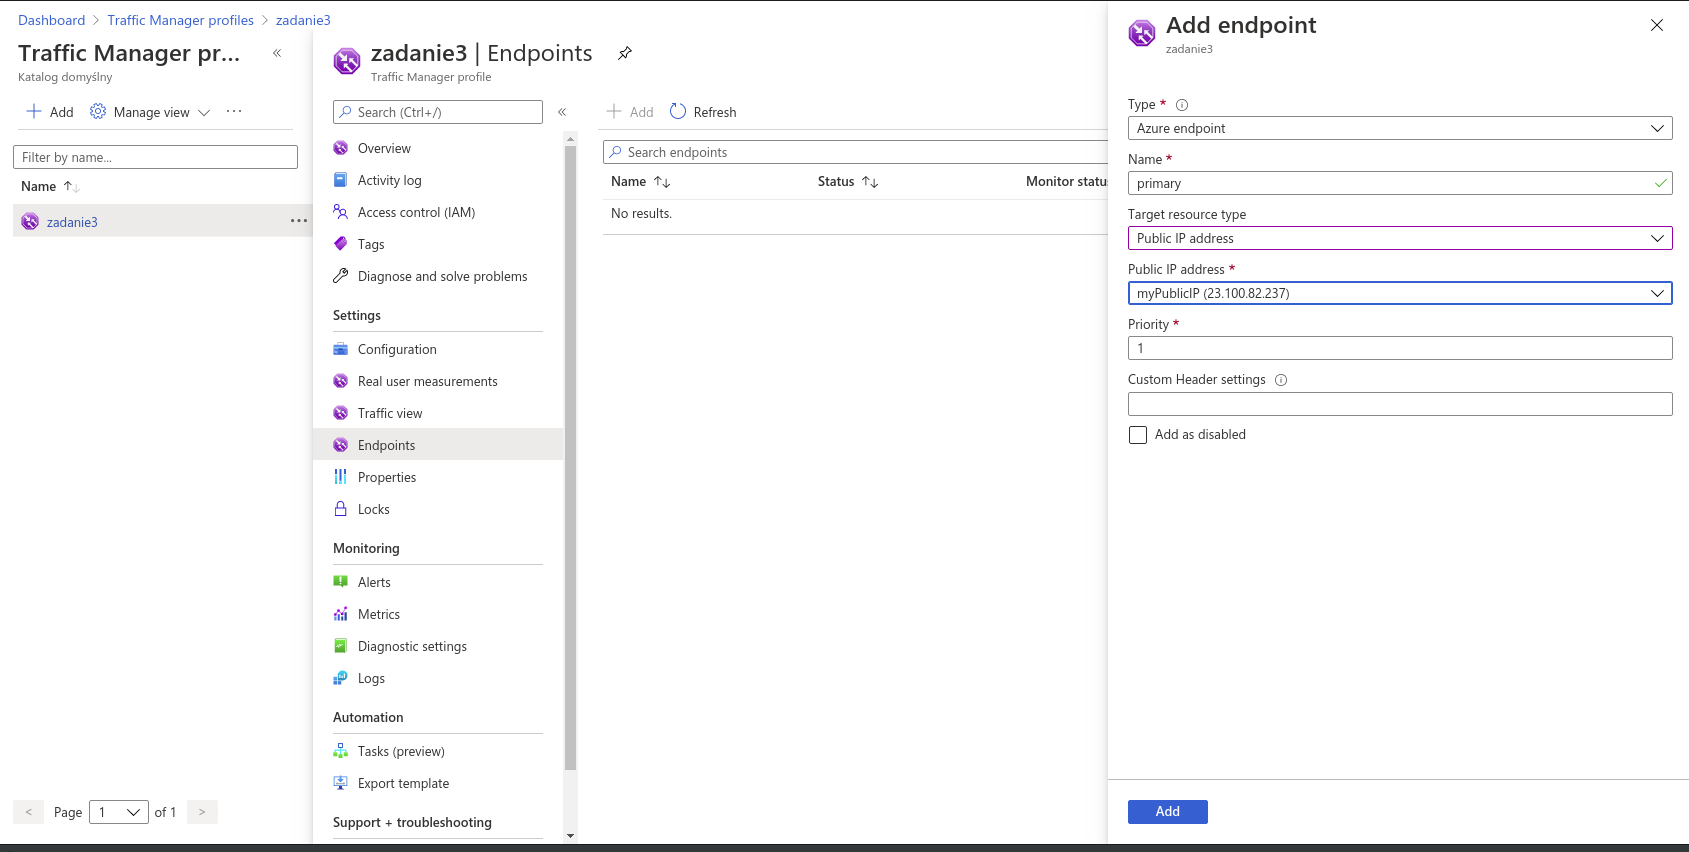 Dashboard > Traffic Manager profiles > zadanie3
Traffic Manager pr...
Katalog domyślny
Add Manage view ...
Filter by name...
Name
zadanie3
< Page 1 of 1 >
zadanie3 | Endpoints
Traffic Manager profile
Search (Ctrl+/)
Overview
Activity log
Access control (IAM)
Tags
Diagnose and solve problems
Settings
Configuration
Real user measurements
Traffic view
Endpoints
Properties
Locks
Monitoring
Alerts
Metrics
Diagnostic settings
Logs
Automation
Tasks (preview)
Export template
Support + troubleshooting
Add Refresh
Search endpoints
Name Status Monitor statu
No results.
Add endpoint
zadanie3
Type *
Azure endpoint
Name *
primary
Target resource type
Public IP address
Public IP address *
myPublicIP (23.100.82.237)
Priority *
1
Custom Header settings
Add as disabled
Add